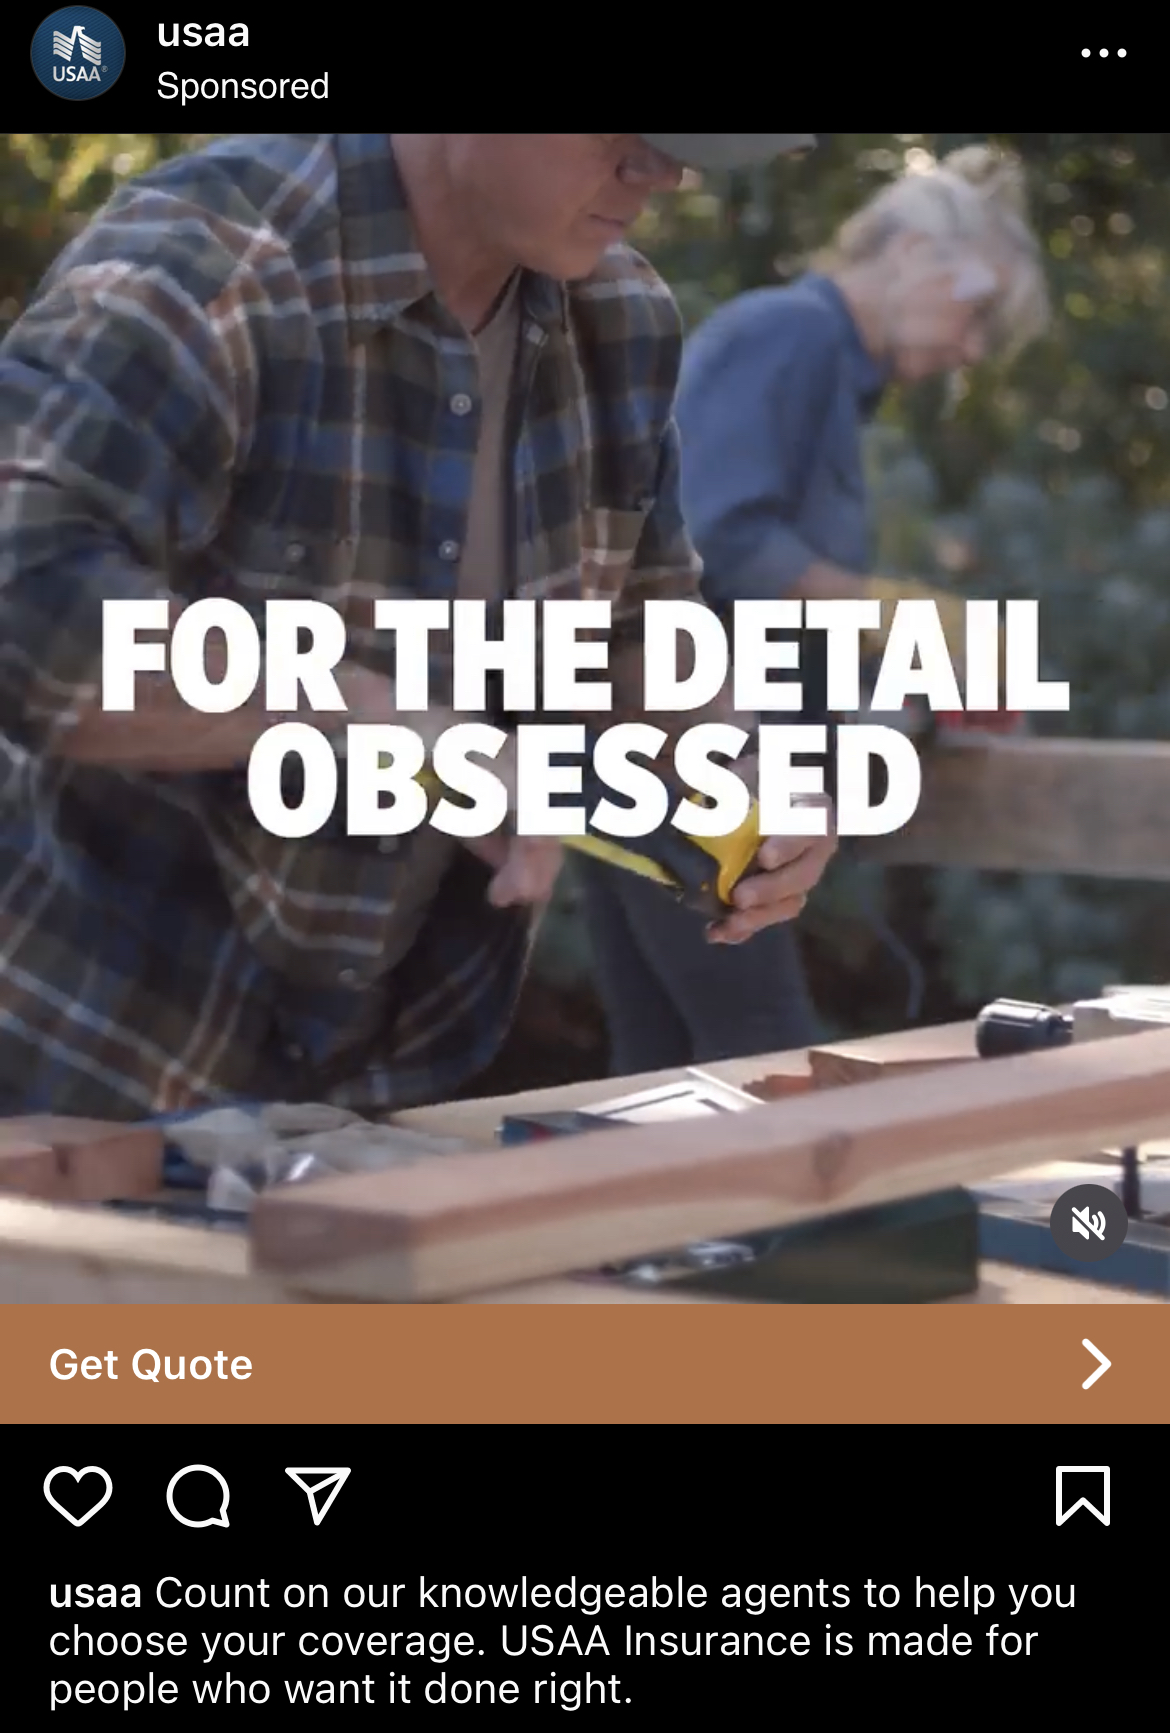 usaa
Sponsored
USAA®
FOR THE DETAIL
OBSESSED
Get Quote
usaa Count on our knowledgeable agents to help you
choose your coverage. USAA Insurance is made for
people who want it done right.